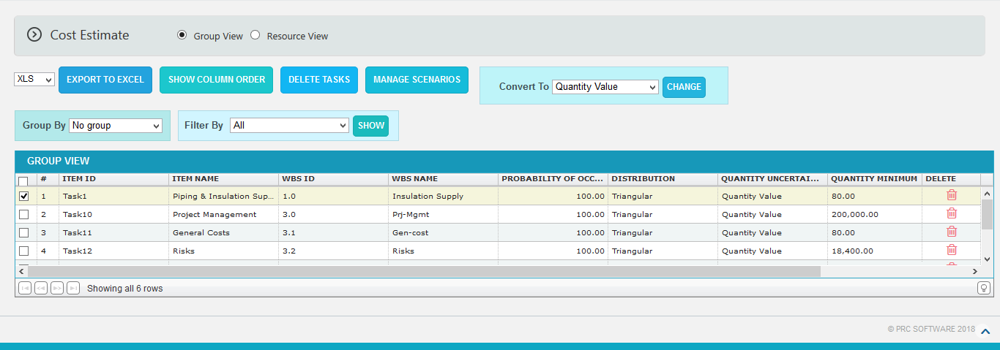 Cost Estimate Group View Resource View
XLS EXPORT TO EXCEL SHOW COLUMN ORDER DELETE TASKS MANAGE SCENARIOS Convert To Quantity Value CHANGE
Group By No group Filter By All SHOW
GROUP VIEW
# ITEM ID ITEM NAME WBS ID WBS NAME PROBABILITY OF OCC... DISTRIBUTION QUANTITY UNCERTAI... QUANTITY MINIMUM DELETE
1 Task1 Piping & Insulation Sup... 1.0 Insulation Supply 100.00 Triangular Quantity Value 80.00
2 Task10 Project Management 3.0 Prj-Mgmt 100.00 Triangular Quantity Value 200,000.00
3 Task11 General Costs 3.1 Gen-cost 100.00 Triangular Quantity Value 80.00
4 Task12 Risks 3.2 Risks 100.00 Triangular Quantity Value 18,400.00
Showing all 6 rows
© PRC SOFTWARE 2018